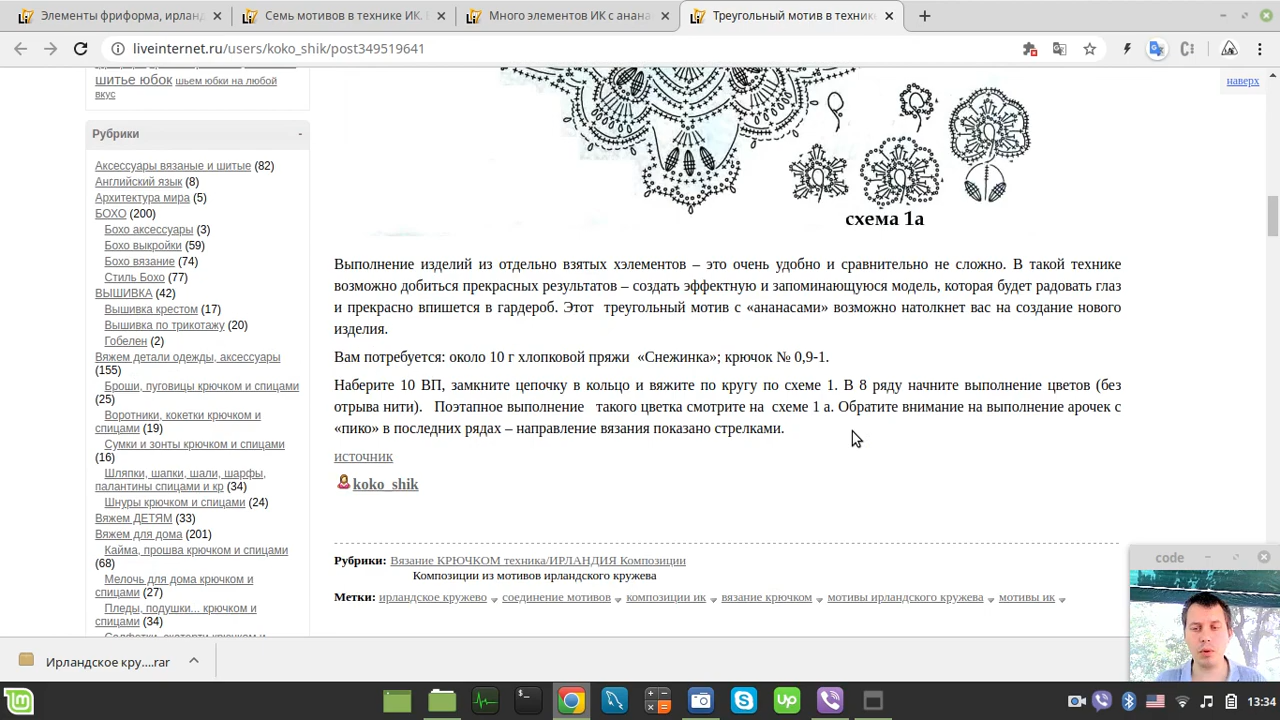 Элементы фриформа, ирланд
Семь мотивов в технике ИК. Б
Много элементов ИК с анана
Треугольный мотив в технике
liveinternet.ru/users/koko_shik/post349519641
шитье юбок шьем юбки на любой
вкус
наверх
Рубрики
-
Аксессуары вязаные и шитые (82)
Английский язык (8)
Архитектура мира (5)
БОХО (200)
Бохо аксессуары (3)
Бохо выкройки (59)
Бохо вязание (74)
Стиль Бохо (77)
ВЫШИВКА (42)
Вышивка крестом (17)
Вышивка по трикотажу (20)
Гобелен (2)
Вяжем детали одежды, аксессуары
(155)
Броши, пуговицы крючком и спицами
(25)
Воротники, кокетки крючком и
спицами (19)
Сумки и зонты крючком и спицами
(16)
Шляпки, шапки, шали, шарфы,
палантины спицами и кр (34)
Шнуры крючком и спицами (24)
Вяжем ДЕТЯМ (33)
Вяжем для дома (201)
Кайма, прошва крючком и спицами
(68)
Мелочь для дома крючком и
спицами (27)
Пледы, подушки... крючком и
спицами (34)
схема 1а
Выполнение изделий из отдельно взятых хэлементов – это очень удобно и сравнительно не сложно. В такой технике
возможно добиться прекрасных результатов – создать эффектную и запоминающуюся модель, которая будет радовать глаз
и прекрасно впишется в гардероб. Этот треугольный мотив с «ананасами» возможно натолкнет вас на создание нового
изделия.
Вам потребуется: около 10 г хлопковой пряжи «Снежинка»; крючок № 0,9-1.
Наберите 10 ВП, замкните цепочку в кольцо и вяжите по кругу по схеме 1. В 8 ряду начните выполнение цветов (без
отрыва нити). Поэтапное выполнение такого цветка смотрите на схеме 1 а. Обратите внимание на выполнение арочек с
«пико» в последних рядах – направление вязания показано стрелками.
источник
koko_shik
Рубрики: Вязание КРЮЧКОМ техника/ИРЛАНДИЯ Композиции
Композиции из мотивов ирландского кружева
Метки: ирландское кружево соединение мотивов композиции ик вязание крючком мотивы ирландского кружева мотивы ик
code
Ирландское кру....rar
13:34